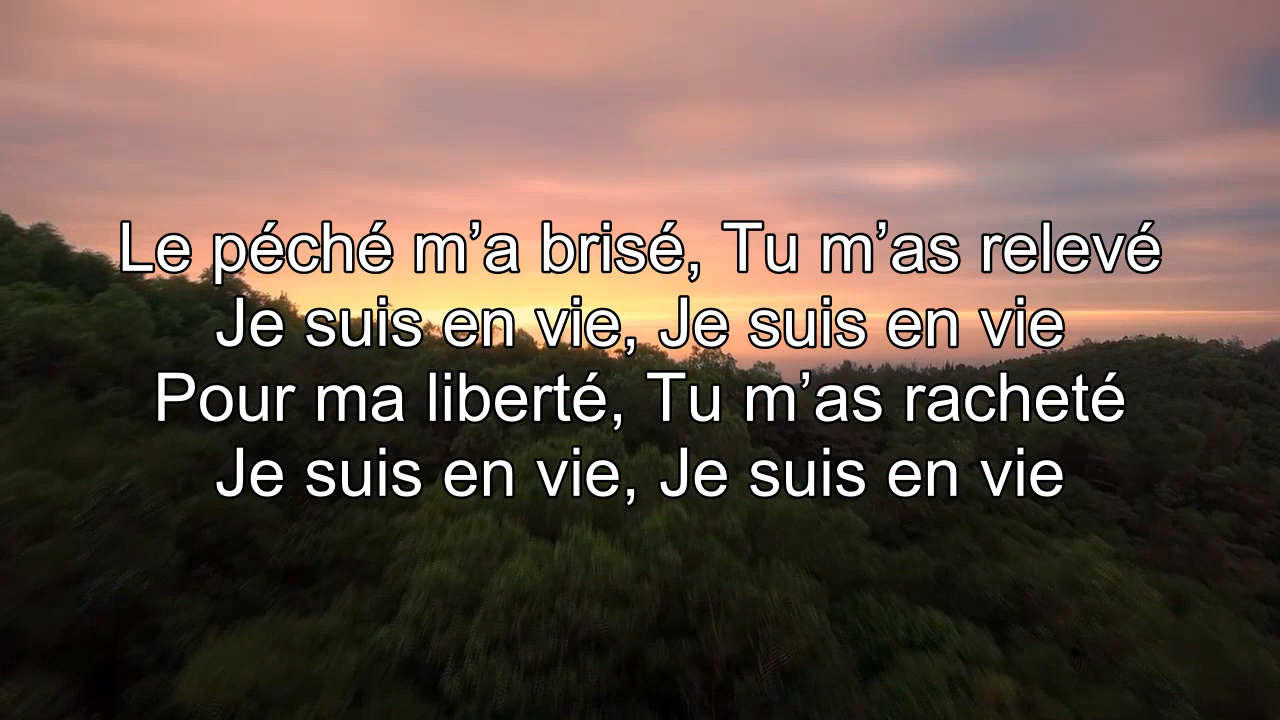 Le péché m’a brisé, Tu m’as relevé
Je suis en vie, Je suis en vie
Pour ma liberté, Tu m’as racheté
Je suis en vie, Je suis en vie